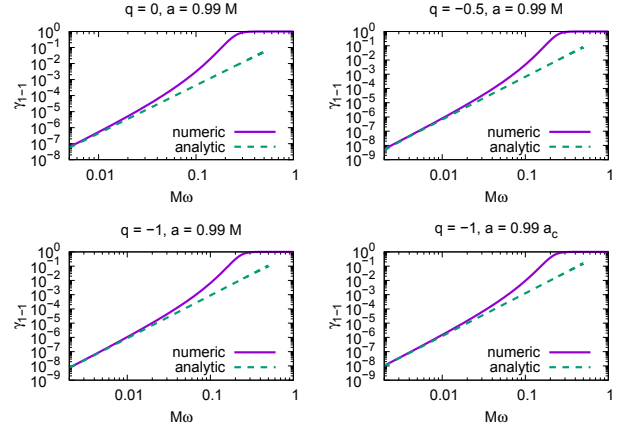 q = 0, a = 0.99 M
10^0
10^-1
10^-2
10^-3
10^-4
10^-5
10^-6
10^-7
10^-8
γ1−1
numeric
analytic
0.01
0.1
1
Mω
q = −0.5, a = 0.99 M
10^0
10^-1
10^-2
10^-3
10^-4
10^-5
10^-6
10^-7
10^-8
10^-9
γ1−1
numeric
analytic
0.01
0.1
1
Mω
q = −1, a = 0.99 M
10^0
10^-1
10^-2
10^-3
10^-4
10^-5
10^-6
10^-7
10^-8
10^-9
γ1−1
numeric
analytic
0.01
0.1
1
Mω
q = −1, a = 0.99 a_c
10^0
10^-1
10^-2
10^-3
10^-4
10^-5
10^-6
10^-7
10^-8
10^-9
γ1−1
numeric
analytic
0.01
0.1
1
Mω